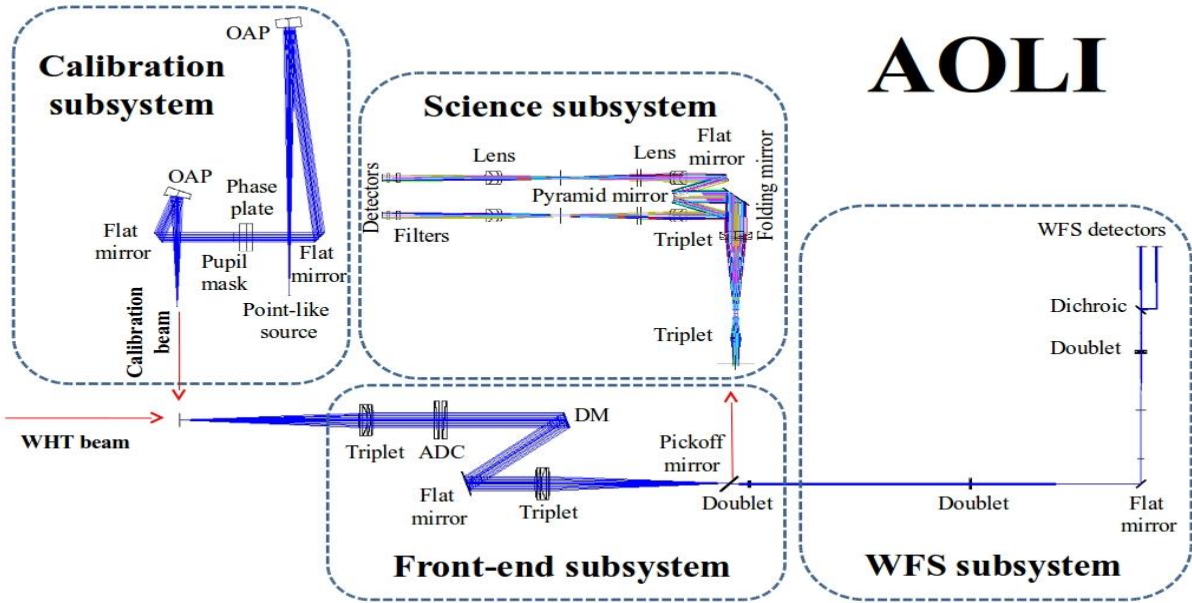 AOLI
OAP
Calibration
subsystem
OAP
Phase
plate
Flat
mirror
Pupil
mask
Flat
mirror
Point-like
source
Calibration
beam
Science subsystem
Flat
mirror
Lens
Lens
Folding mirror
Detectors
Pyramid mirror
Filters
Triplet
Triplet
WFS detectors
Dichroic
Doublet
WHT beam
Triplet
ADC
DM
Pickoff
mirror
Flat
mirror
Triplet
Doublet
Doublet
Flat
mirror
Front-end subsystem
WFS subsystem